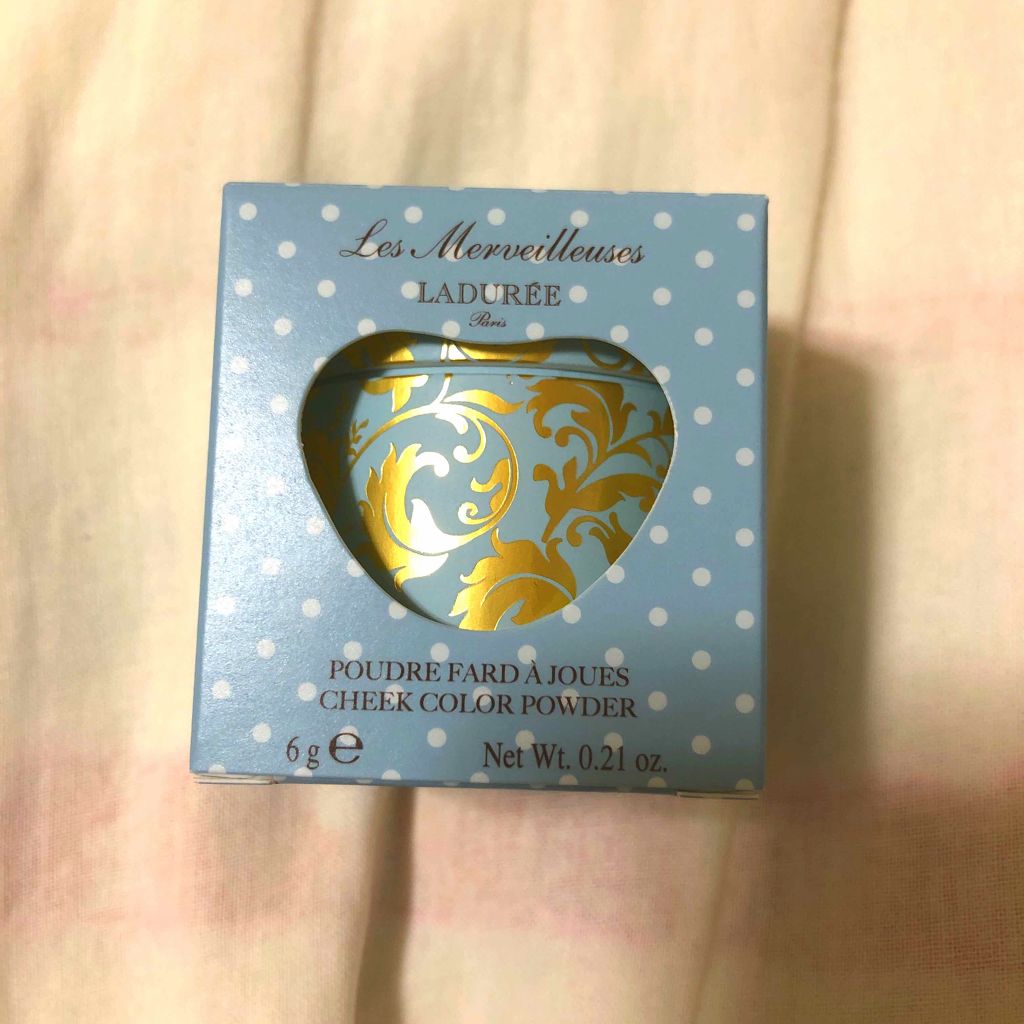 Les Merveilleuses
LADURÉE
Paris
POUDRE FARD À JOUES
CHEEK COLOR POWDER
6 g ℮ Net Wt. 0.21 oz.